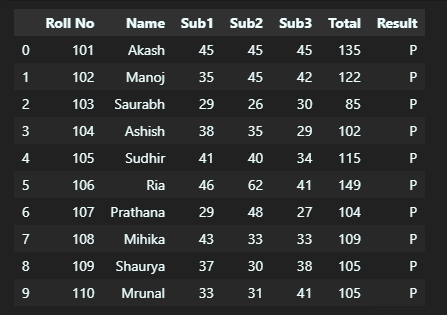 Roll No Name Sub1 Sub2 Sub3 Total Result
0 101 Akash 45 45 45 135 P
1 102 Manoj 35 45 42 122 P
2 103 Saurabh 29 26 30 85 P
3 104 Ashish 38 35 29 102 P
4 105 Sudhir 41 40 34 115 P
5 106 Ria 46 62 41 149 P
6 107 Prathana 29 48 27 104 P
7 108 Mihika 43 33 33 109 P
8 109 Shaurya 37 30 38 105 P
9 110 Mrunal 33 31 41 105 P